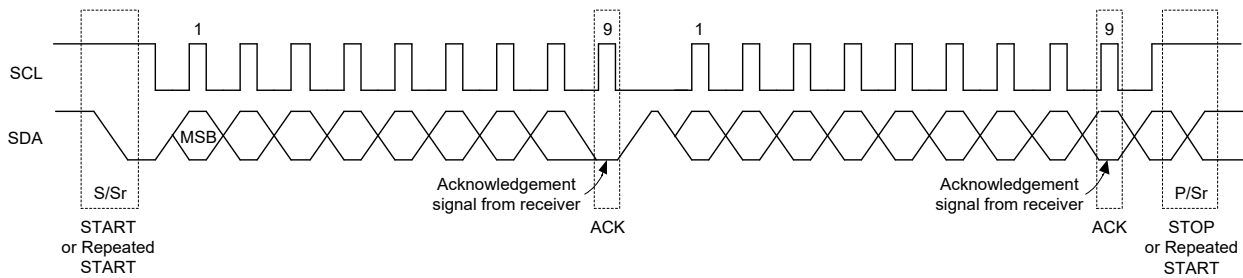 1
9
1
9
SCL
SDA
MSB
S/Sr
Acknowledgement
signal from receiver
Acknowledgement
signal from receiver
P/Sr
START
or Repeated
START
ACK
ACK
STOP
or Repeated
START